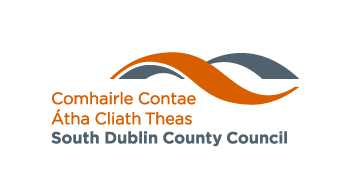 Comhairle Contae
Átha Cliath Theas
South Dublin County Council